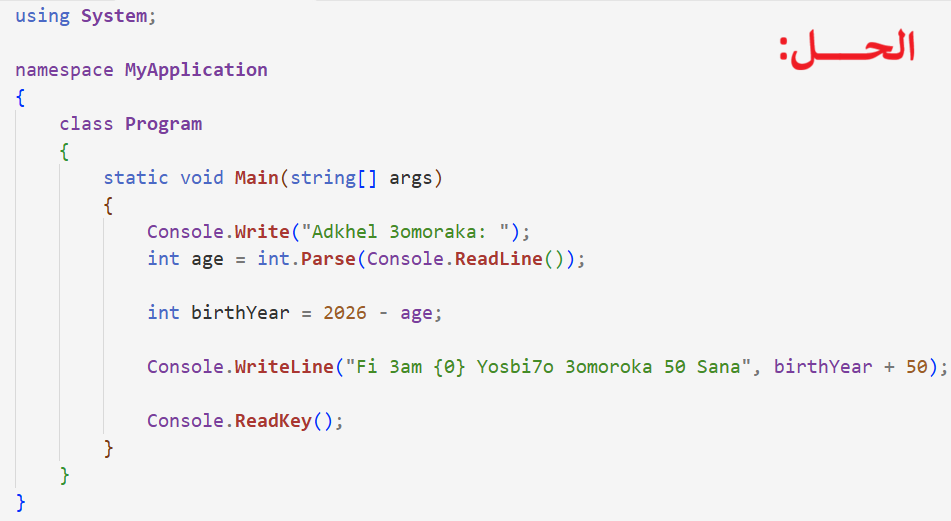 using System;
الحـــل:
namespace MyApplication
{
    class Program
    {
        static void Main(string[] args)
        {
            Console.Write("Adkhel 3omoraka: ");
            int age = int.Parse(Console.ReadLine());

            int birthYear = 2026 - age;

            Console.WriteLine("Fi 3am {0} Yosbi7o 3omoroka 50 Sana", birthYear + 50);

            Console.ReadKey();
        }
    }
}